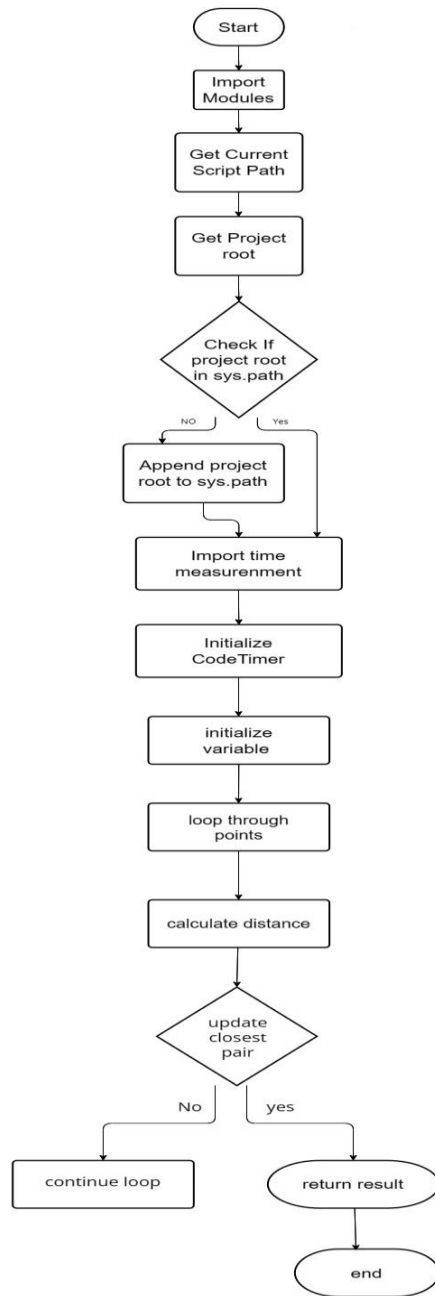 Start
Import
Modules
Get Current
Script Path
Get Project
root
Check If
project root
in sys.path
NO
Yes
Append project
root to sys.path
Import time
measurenment
Initialize
CodeTimer
initialize
variable
loop through
points
calculate distance
update
closest
pair
No
yes
continue loop
return result
end